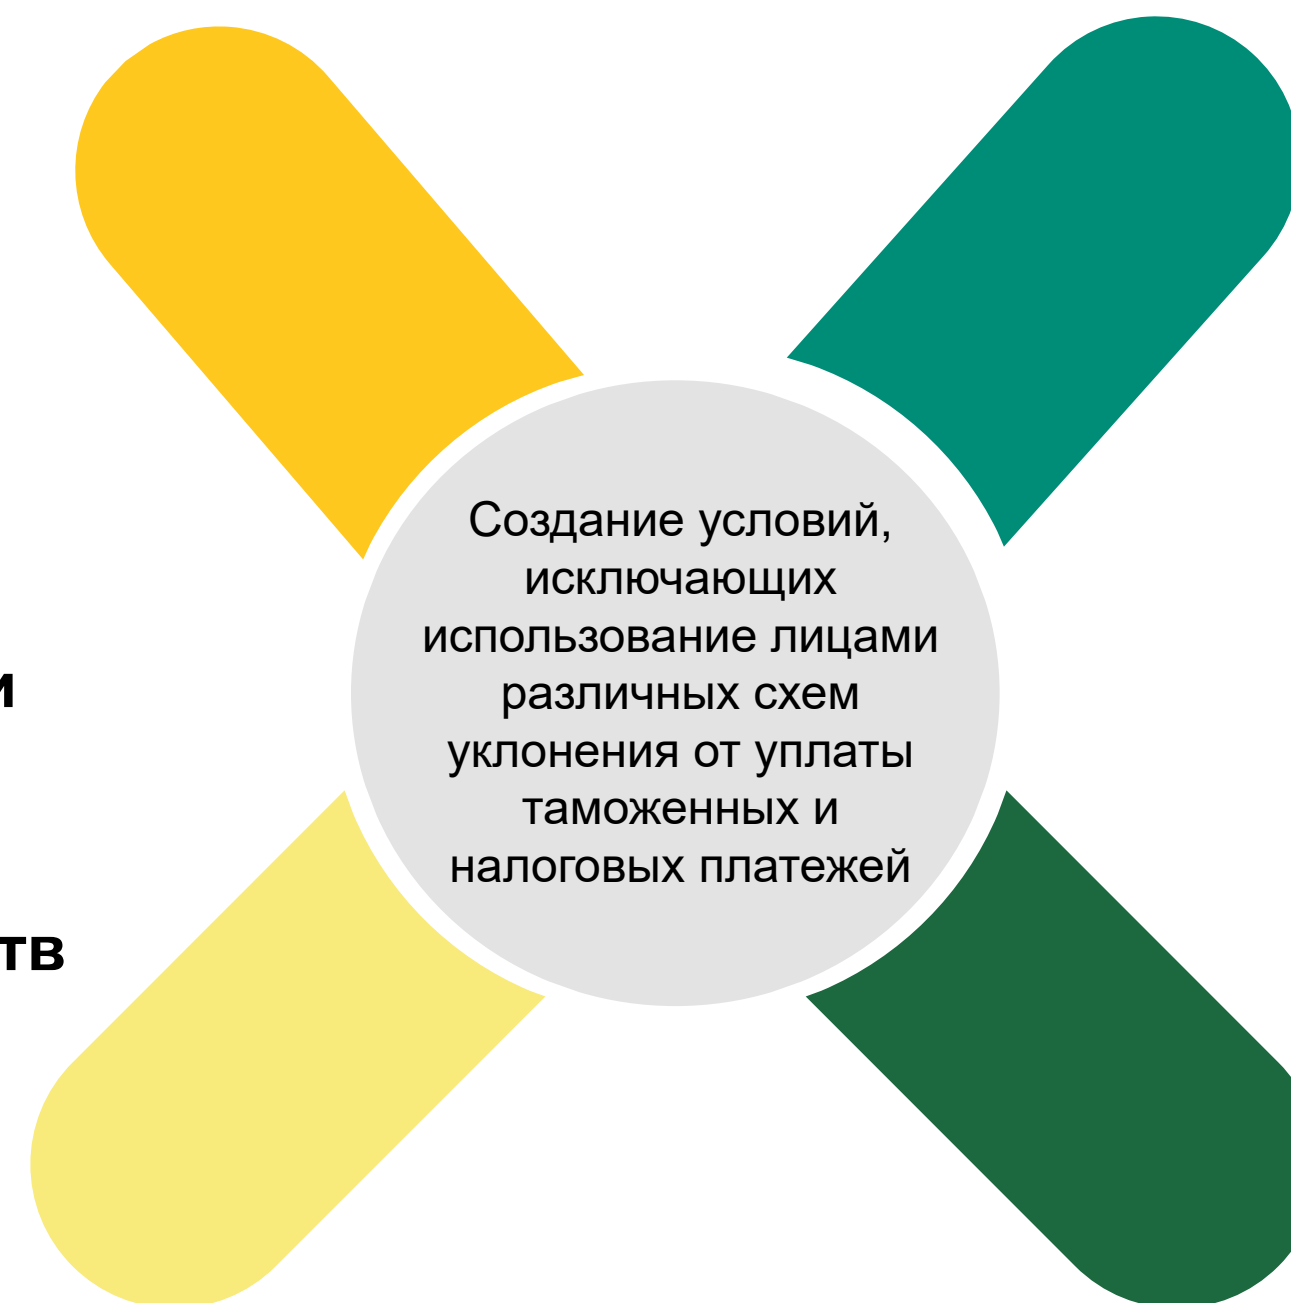 Создание условий,
исключающих
использование лицами
различных схем
уклонения от уплаты
таможенных и
налоговых платежей